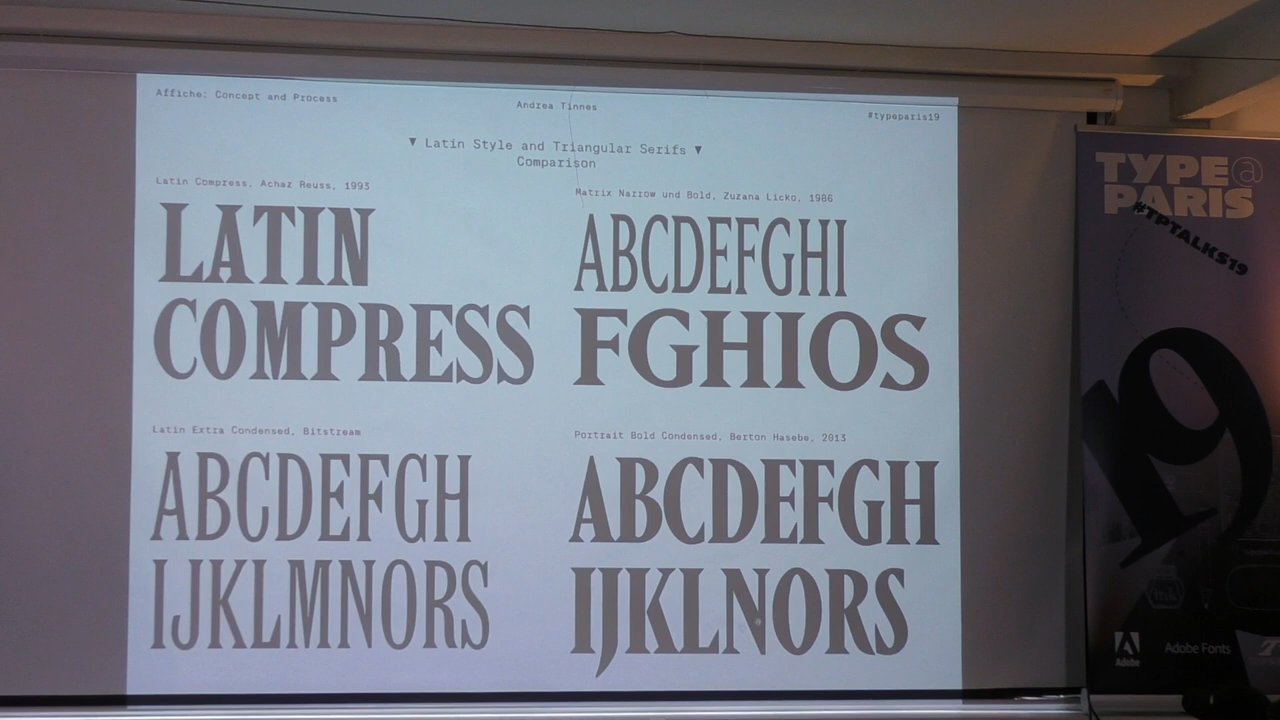 Affiche: Concept and Process
Andrea Tinnes
#typeparis19
▼ Latin Style and Triangular Serifs ▼
Comparison
Latin Compress, Achaz Reuss, 1993
LATIN
COMPRESS
Matrix Narrow und Bold, Zuzana Licko, 1986
ABCDEFGHI
FGHIOS
Latin Extra Condensed, Bitstream
ABCDEFGH
IJKLMNORS
Portrait Bold Condensed, Berton Hasebe, 2013
ABCDEFGH
IJKLNORS
TYPE@
PARIS
#TPTALKS19
19
ink
Adobe
Adobe Fonts